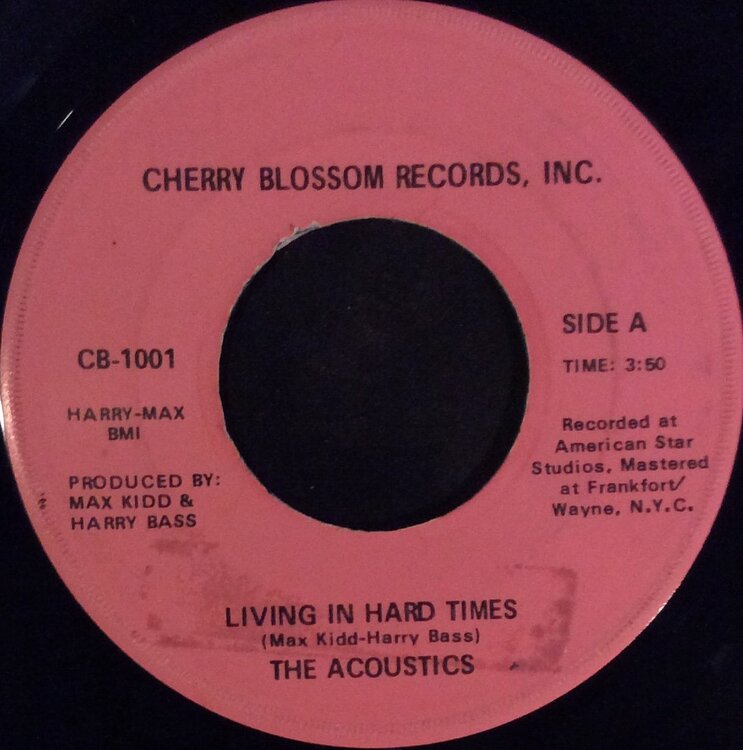 CHERRY BLOSSOM RECORDS, INC.
SIDE A
CB-1001
TIME: 3:50
HARRY-MAX
BMI
Recorded at
American Star
Studios, Mastered
at Frankfort/
Wayne, N.Y.C.
PRODUCED BY:
MAX KIDD &
HARRY BASS
LIVING IN HARD TIMES
(Max Kidd-Harry Bass)
THE ACOUSTICS